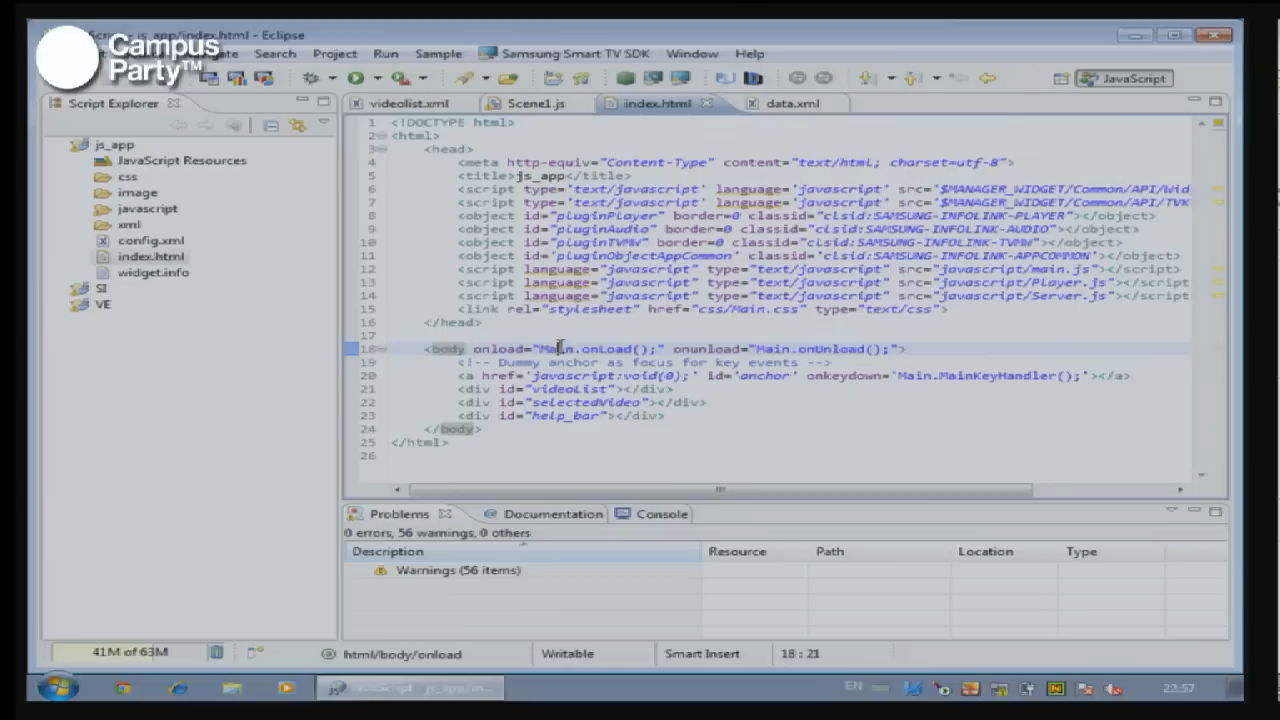 Campus
Party™
js_app/index.html - Eclipse
Search Project Run Sample Samsung Smart TV SDK Window Help
JavaScript
Script Explorer
videolist.xml Scene1.js index.html data.xml
js_app
JavaScript Resources
css
image
javascript
xml
config.xml
index.html
widget.info
SI
VE
1 <!DOCTYPE html>
2 <html>
3 <head>
4 <meta http-equiv="Content-Type" content="text/html; charset=utf-8">
5 <title>js_app</title>
6 <script type='text/javascript' language='javascript' src='$MANAGER_WIDGET/Common/API/Wid
7 <script type='text/javascript' language='javascript' src='$MANAGER_WIDGET/Common/API/TVK
8 <object id="pluginPlayer" border=0 classid="clsid:SAMSUNG-INFOLINK-PLAYER"></object>
9 <object id="pluginAudio" border=0 classid="clsid:SAMSUNG-INFOLINK-AUDIO"></object>
10 <object id="pluginTVMW" border=0 classid="clsid:SAMSUNG-INFOLINK-TVMW"></object>
11 <object id='pluginObjectAppCommon' classid='clsid:SAMSUNG-INFOLINK-APPCOMMON'></object>
12 <script language="javascript" type="text/javascript" src="javascript/main.js"></script>
13 <script language="javascript" type="text/javascript" src="javascript/Player.js"></script>
14 <script language="javascript" type="text/javascript" src="javascript/Server.js"></script>
15 <link rel="stylesheet" href="css/Main.css" type="text/css">
16 </head>
17
18 <body onload="Main.onLoad();" onunload="Main.onUnload();">
19 <!-- Dummy anchor as focus for key events -->
20 <a href='javascript:void(0);' id='anchor' onkeydown='Main.MainKeyHandler();'></a>
21 <div id="videoList"></div>
22 <div id="selectedVideo"></div>
23 <div id="help_bar"></div>
24 </body>
25 </html>
26
Problems Documentation Console
0 errors, 56 warnings, 0 others
Description Resource Path Location Type
Warnings (56 items)
41M of 63M html/body/onload Writable Smart Insert 18 : 21
EN 22:57